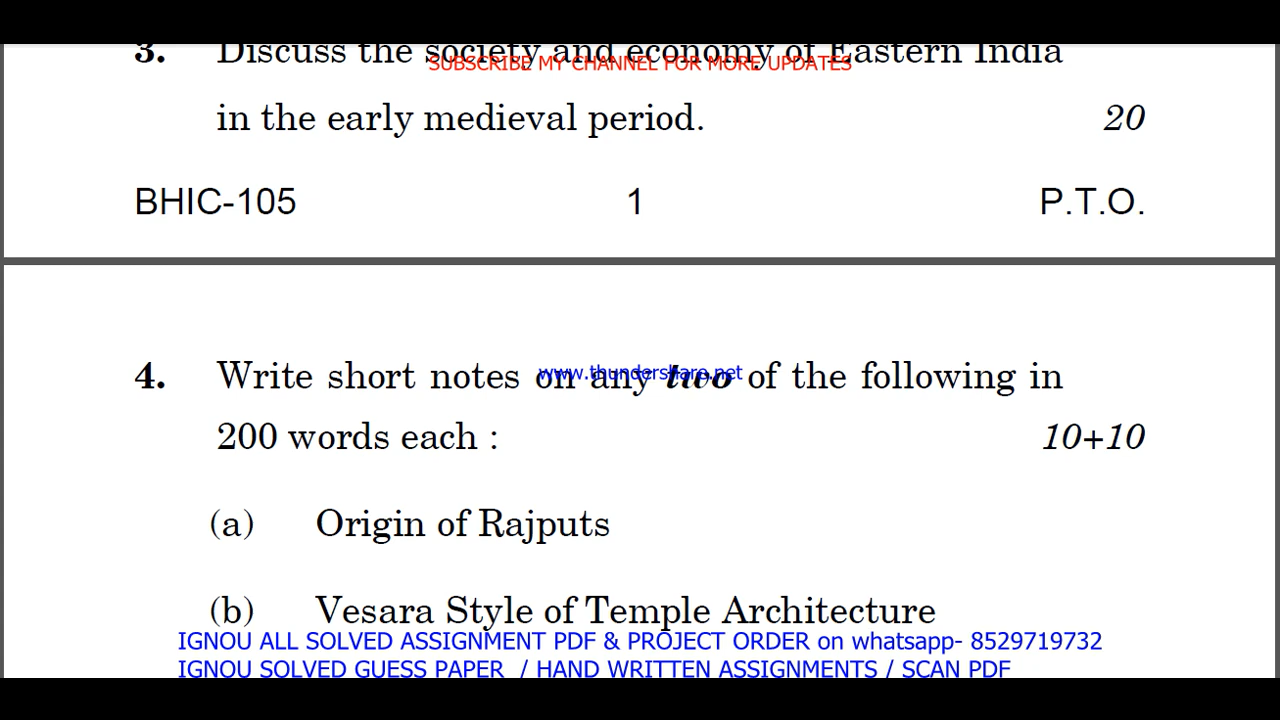 3. Discuss the society and economy of Eastern India
SUBSCRIBE MY CHANNEL FOR MORE UPDATES
in the early medieval period. 20
BHIC-105 1 P.T.O.
4. Write short notes on any two of the following in
www.thundershare.net
200 words each : 10+10
(a) Origin of Rajputs
(b) Vesara Style of Temple Architecture
IGNOU ALL SOLVED ASSIGNMENT PDF & PROJECT ORDER on whatsapp- 8529719732
IGNOU SOLVED GUESS PAPER / HAND WRITTEN ASSIGNMENTS / SCAN PDF